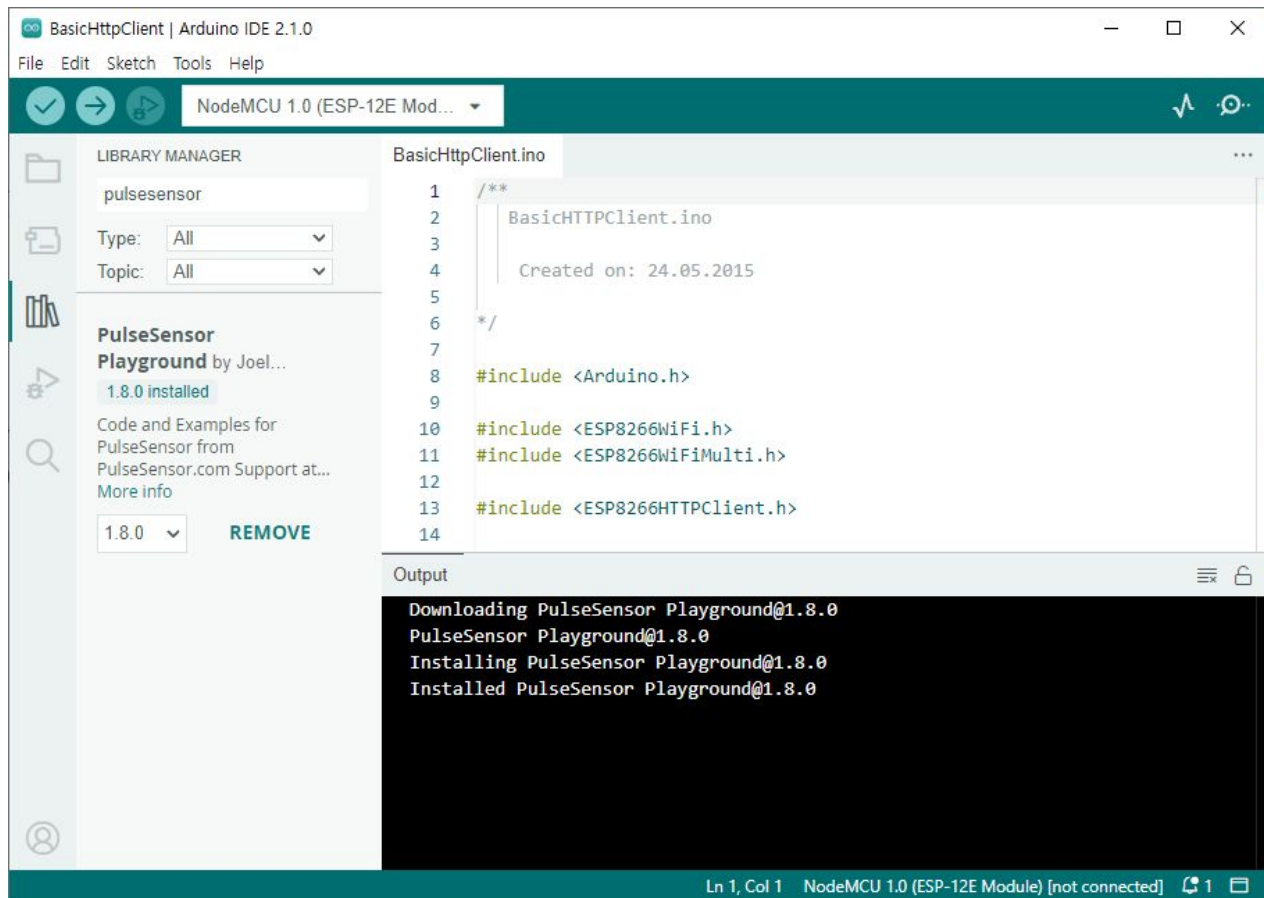 BasicHttpClient | Arduino IDE 2.1.0
File Edit Sketch Tools Help
NodeMCU 1.0 (ESP-12E Mod...
LIBRARY MANAGER
pulsesensor
Type: All
Topic: All
PulseSensor
Playground by Joel...
1.8.0 installed
Code and Examples for
PulseSensor from
PulseSensor.com Support at...
More info
1.8.0 REMOVE
BasicHttpClient.ino
1 /**
2 BasicHTTPClient.ino
3
4 Created on: 24.05.2015
5
6 */
7
8 #include <Arduino.h>
9
10 #include <ESP8266WiFi.h>
11 #include <ESP8266WiFiMulti.h>
12
13 #include <ESP8266HTTPClient.h>
14
Output
Downloading PulseSensor Playground@1.8.0
PulseSensor Playground@1.8.0
Installing PulseSensor Playground@1.8.0
Installed PulseSensor Playground@1.8.0
Ln 1, Col 1 NodeMCU 1.0 (ESP-12E Module) [not connected] 1